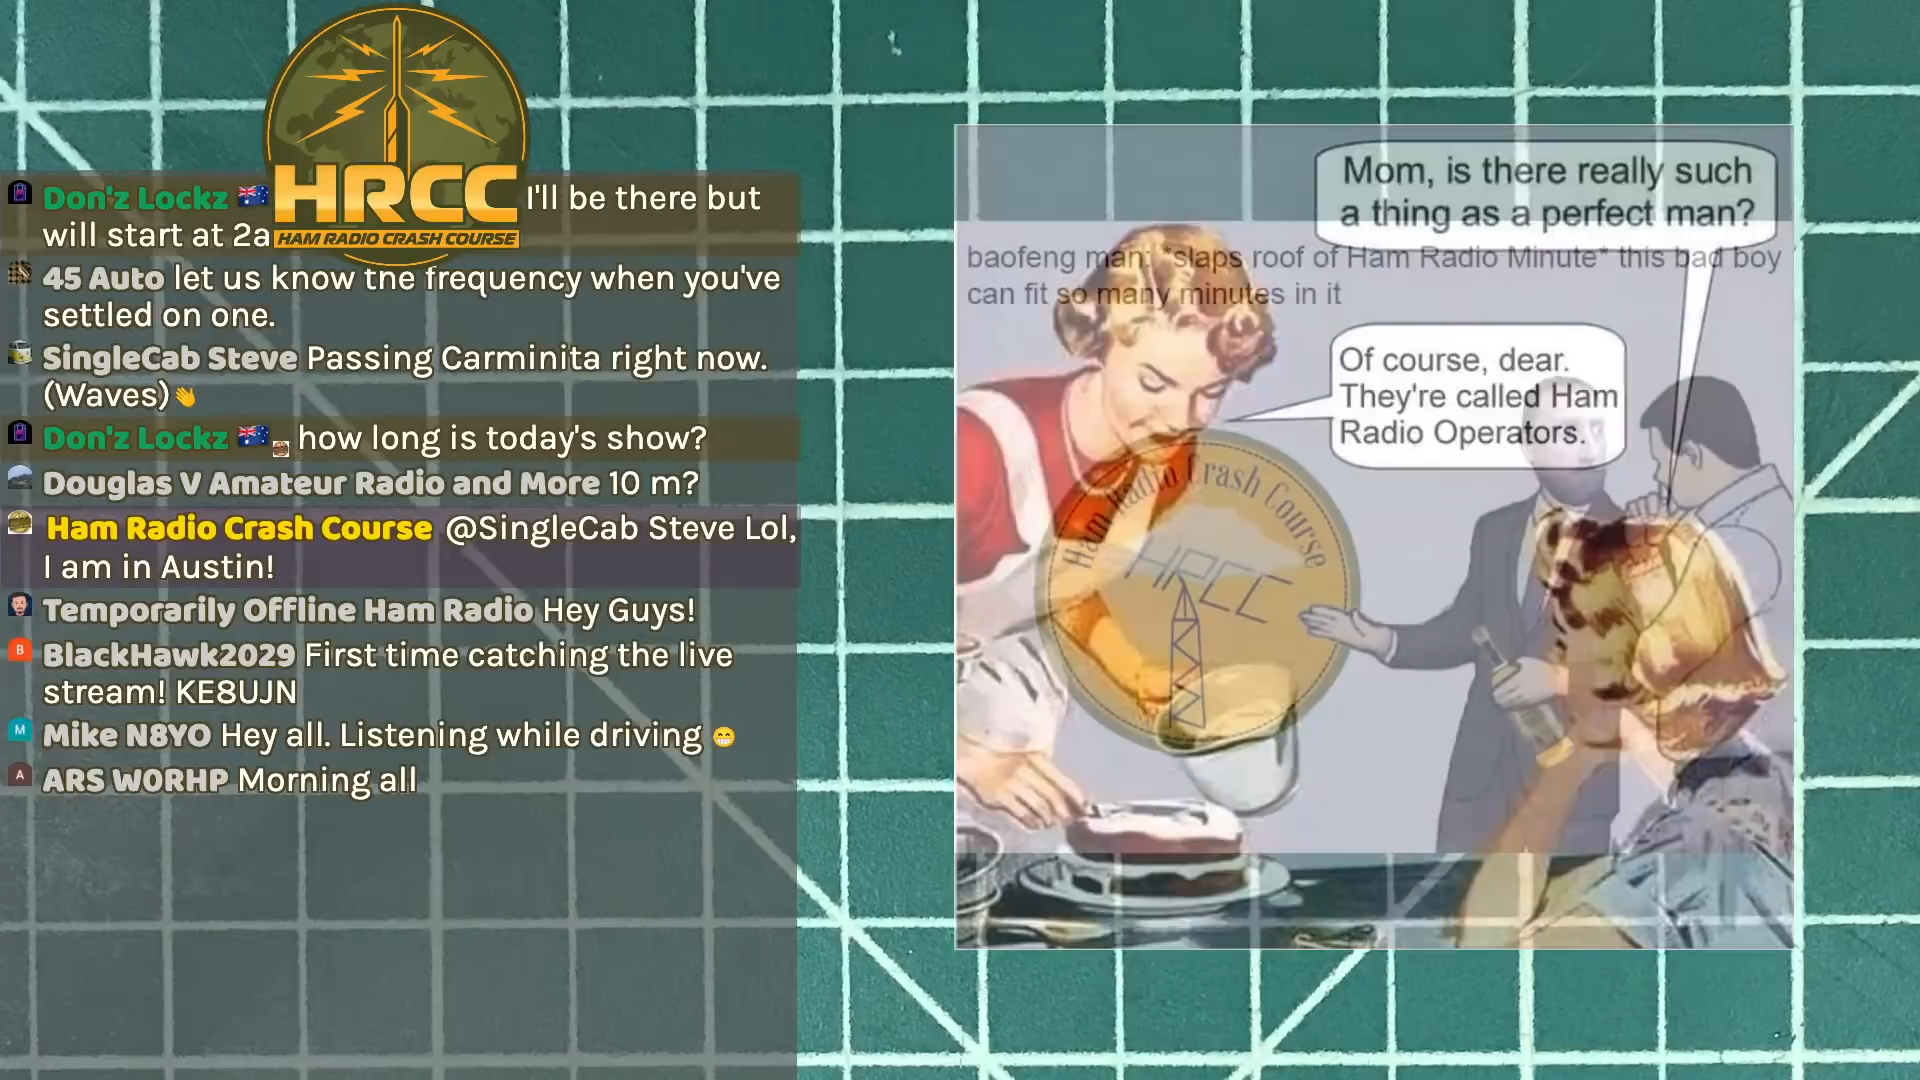 HRCC
HAM RADIO CRASH COURSE
Don'z Lockz I'll be there but
will start at 2a
45 Auto let us know the frequency when you've
settled on one.
SingleCab Steve Passing Carminita right now.
(Waves)
Don'z Lockz how long is today's show?
Douglas V Amateur Radio and More 10 m?
Ham Radio Crash Course @SingleCab Steve Lol,
I am in Austin!
Temporarily Offline Ham Radio Hey Guys!
B BlackHawk2029 First time catching the live
stream! KE8UJN
M Mike N8YO Hey all. Listening while driving
A ARS W0RHP Morning all
Mom, is there really such
a thing as a perfect man?
baofeng man: *slaps roof of Ham Radio Minute* this bad boy
can fit so many minutes in it
Of course, dear.
They're called Ham
Radio Operators.
Ham Radio Crash Course
HRCC